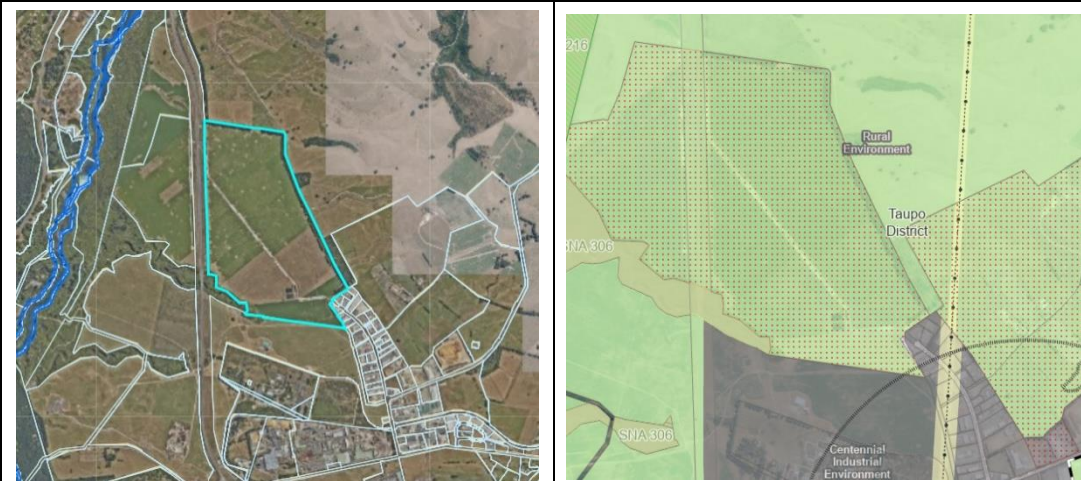 216
Rural
Environment
Taupo
District
SNA 306
SNA 306
Centennial
Industrial
Environment